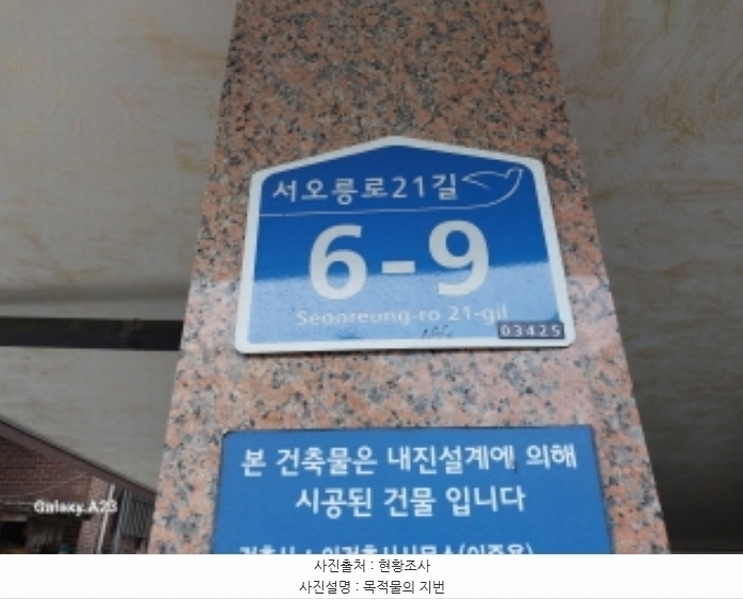 서오릉로21길
6-9
Seooreung-ro 21-gil
03425
본 건축물은 내진설계에 의해
시공된 건물 입니다
Galaxy A23
사진출처 : 현황조사
사진설명 : 목적물의 지번